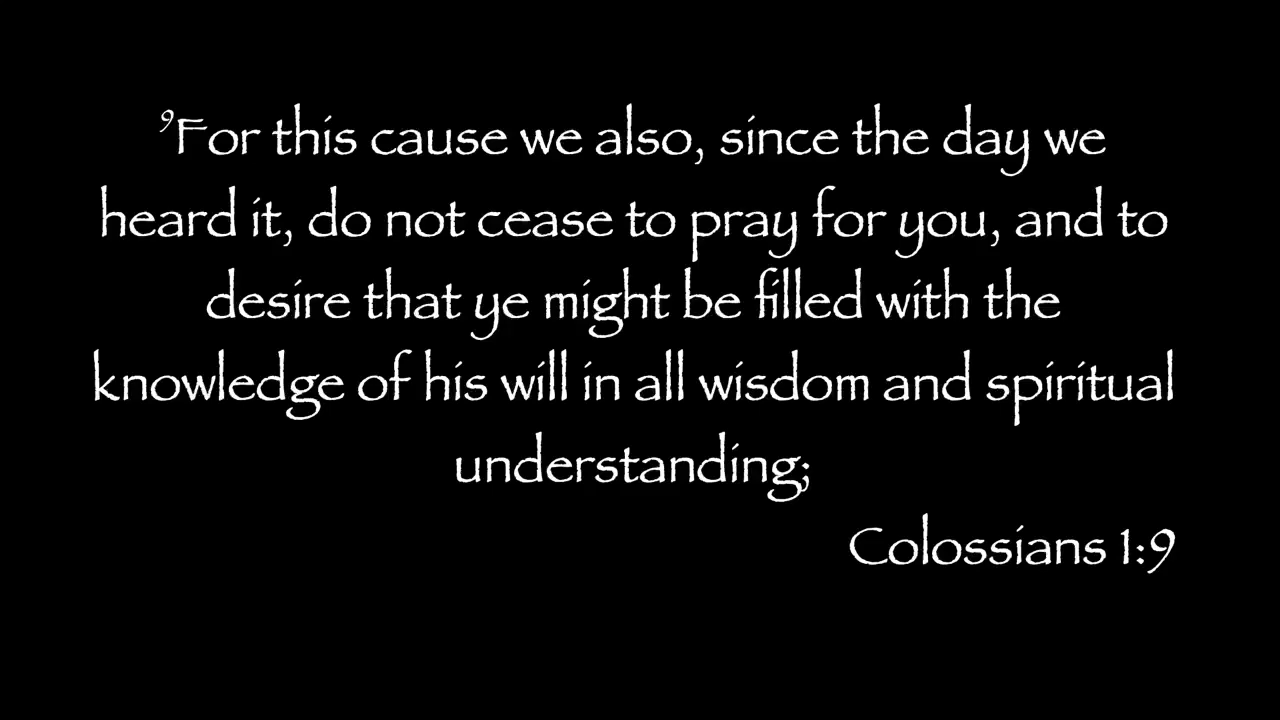 ⁹For this cause we also, since the day we
heard it, do not cease to pray for you, and to
desire that ye might be filled with the
knowledge of his will in all wisdom and spiritual
understanding;
Colossians 1:9